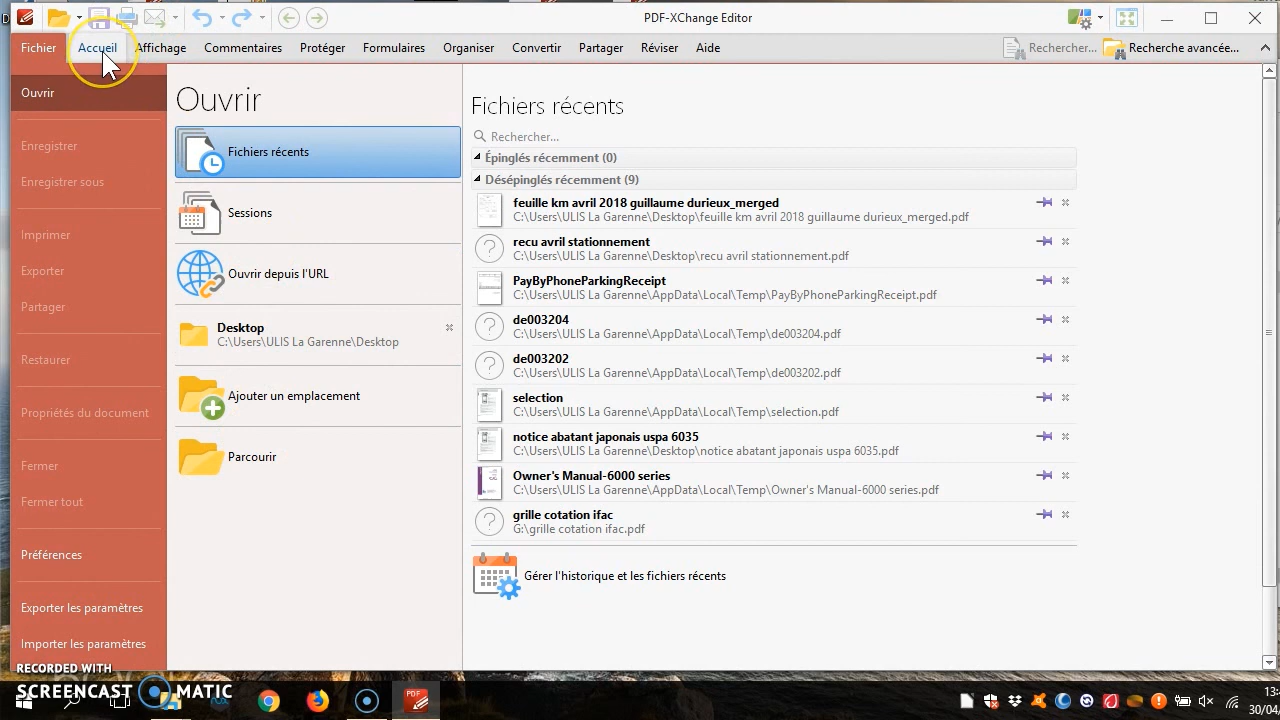 PDF-XChange Editor
Fichier Accueil Affichage Commentaires Protéger Formulaires Organiser Convertir Partager Réviser Aide Rechercher... Recherche avancée...
Ouvrir
Enregistrer
Enregistrer sous
Imprimer
Exporter
Partager
Restaurer
Propriétés du document
Fermer
Fermer tout
Préférences
Exporter les paramètres
Importer les paramètres
Ouvrir
Fichiers récents
Sessions
Ouvrir depuis l'URL
Desktop
C:\Users\ULIS La Garenne\Desktop
Ajouter un emplacement
Parcourir
Fichiers récents
Rechercher...
Épinglés récemment (0)
Désépinglés récemment (9)
feuille km avril 2018 guillaume durieux_merged
C:\Users\ULIS La Garenne\Desktop\feuille km avril 2018 guillaume durieux_merged.pdf
recu avril stationnement
C:\Users\ULIS La Garenne\Desktop\recu avril stationnement.pdf
PayByPhoneParkingReceipt
C:\Users\ULIS La Garenne\AppData\Local\Temp\PayByPhoneParkingReceipt.pdf
de003204
C:\Users\ULIS La Garenne\AppData\Local\Temp\de003204.pdf
de003202
C:\Users\ULIS La Garenne\AppData\Local\Temp\de003202.pdf
selection
C:\Users\ULIS La Garenne\AppData\Local\Temp\selection.pdf
notice abatant japonais uspa 6035
C:\Users\ULIS La Garenne\Desktop\notice abatant japonais uspa 6035.pdf
Owner's Manual-6000 series
C:\Users\ULIS La Garenne\AppData\Local\Temp\Owner's Manual-6000 series.pdf
grille cotation ifac
G:\grille cotation ifac.pdf
Gérer l'historique et les fichiers récents
RECORDED WITH
SCREENCAST MATIC
PDF
13:
30/04